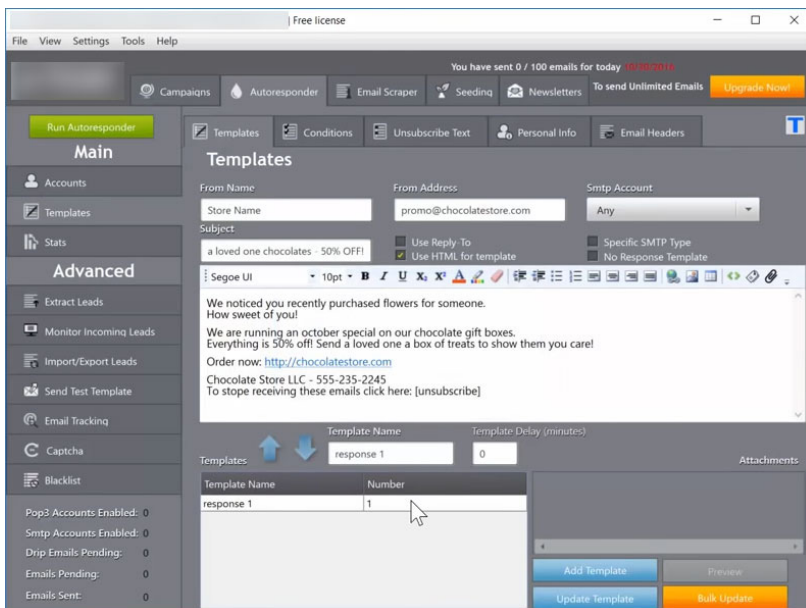 | Free license
File View Settings Tools Help
You have sent 0 / 100 emails for today 10/30/2016
Campaigns Autoresponder Email Scraper Seeding Newsletters To send Unlimited Emails Upgrade Now!
Run Autoresponder
Templates Conditions Unsubscribe Text Personal Info Email Headers T
Main
Templates
Accounts
From Name From Address Smtp Account
Templates
Store Name promo@chocolatestore.com Any
Subject
Stats
Use Reply-To Specific SMTP Type
a loved one chocolates - 50% OFF!
Use HTML for template No Response Template
Advanced
Segoe UI 10pt B I U X₂ X² A
Extract Leads
We noticed you recently purchased flowers for someone.
How sweet of you!
Monitor Incoming Leads
We are running an october special on our chocolate gift boxes.
Everything is 50% off! Send a loved one a box of treats to show them you care!
Import/Export Leads
Order now: http://chocolatestore.com
Send Test Template
Chocolate Store LLC - 555-235-2245
To stope receiving these emails click here: [unsubscribe]
Email Tracking
Template Name Template Delay (minutes)
Captcha
Templates response 1 0 Attachments
Blacklist
Template Name Number
response 1 1
Pop3 Accounts Enabled: 0
Smtp Accounts Enabled: 0
Drip Emails Pending: 0
Emails Pending: 0
Add Template Preview
Emails Sent: 0
Update Template Bulk Update